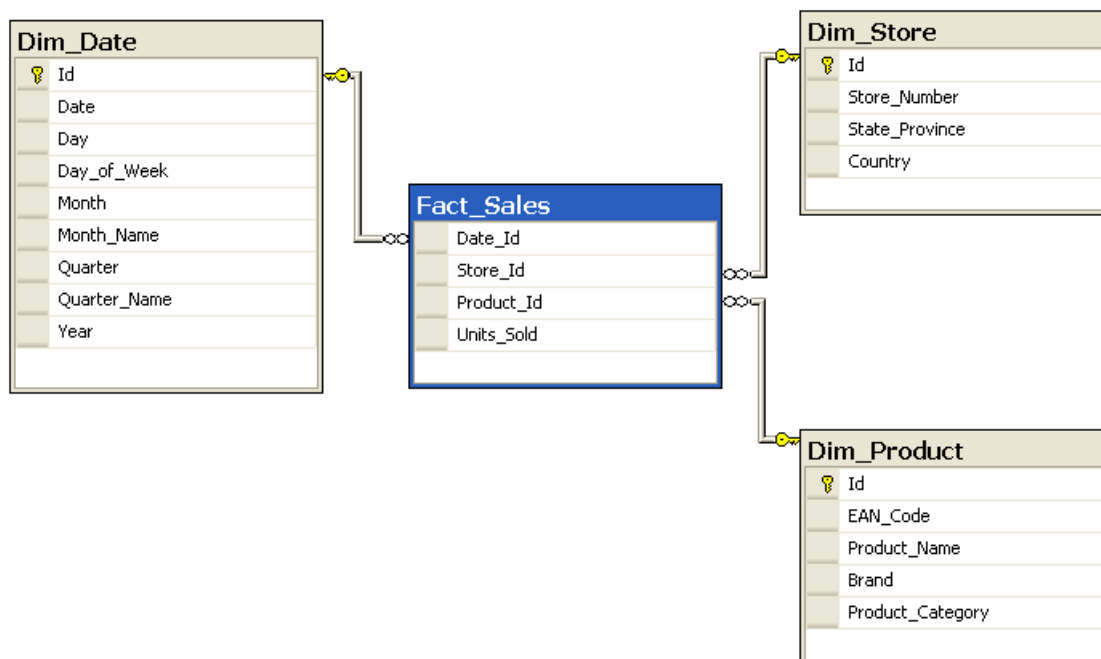 Dim_Date
Id
Date
Day
Day_of_Week
Month
Month_Name
Quarter
Quarter_Name
Year
Fact_Sales
Date_Id
Store_Id
Product_Id
Units_Sold
Dim_Store
Id
Store_Number
State_Province
Country
Dim_Product
Id
EAN_Code
Product_Name
Brand
Product_Category